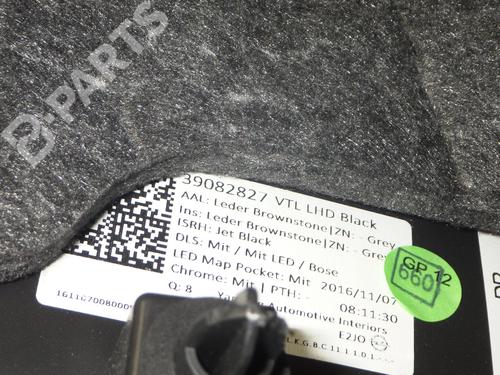 B-PARTS
39082827 VTL LHD Black
AAL: Leder Brownstone|ZN: - Grey
Ins: Leder Brownstone|ZN: - Grey
ISRH: Jet Black
DLS: Mit / Mit LED / Bose
LED Map Pocket: Mit 2016/11/07
Chrome: Mit | PTH: - 08:11:30
Q: 8 Automotive Interiors
E2JO
GP 12
660